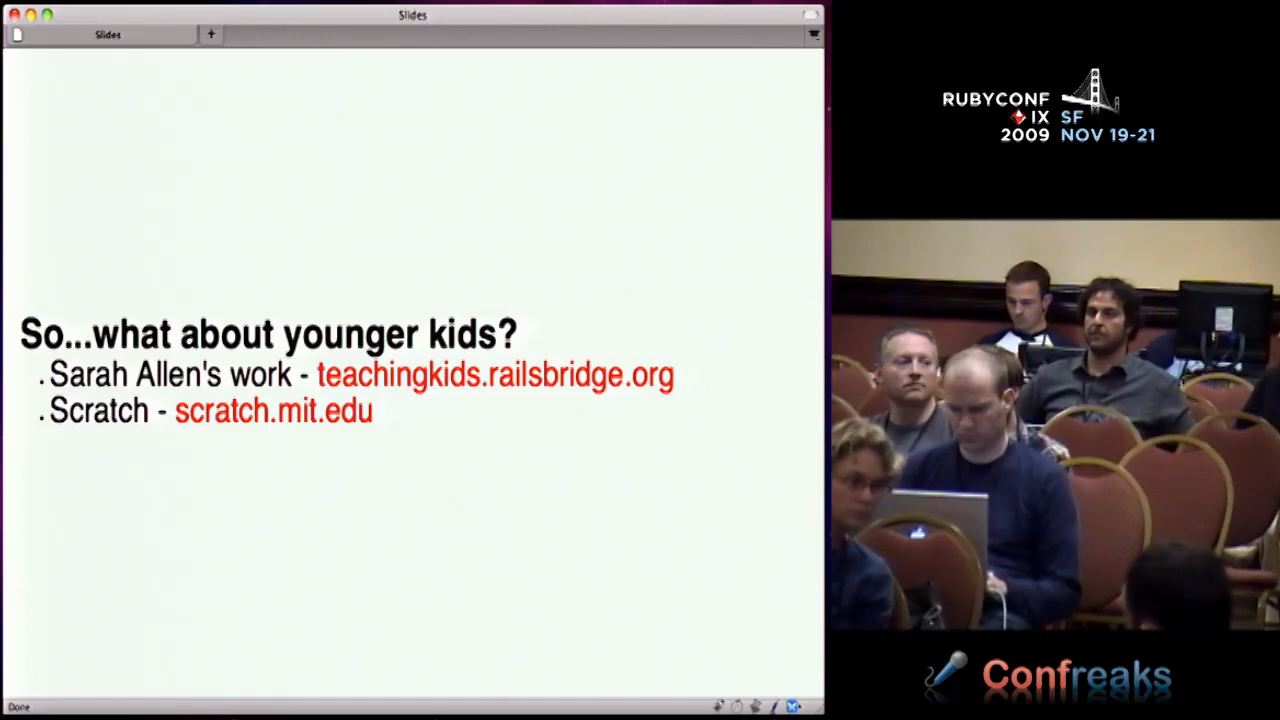 Slides
Slides
So...what about younger kids?
. Sarah Allen's work - teachingkids.railsbridge.org
. Scratch - scratch.mit.edu
Done
RUBYCONF
IX SF
2009 NOV 19-21
Confreaks